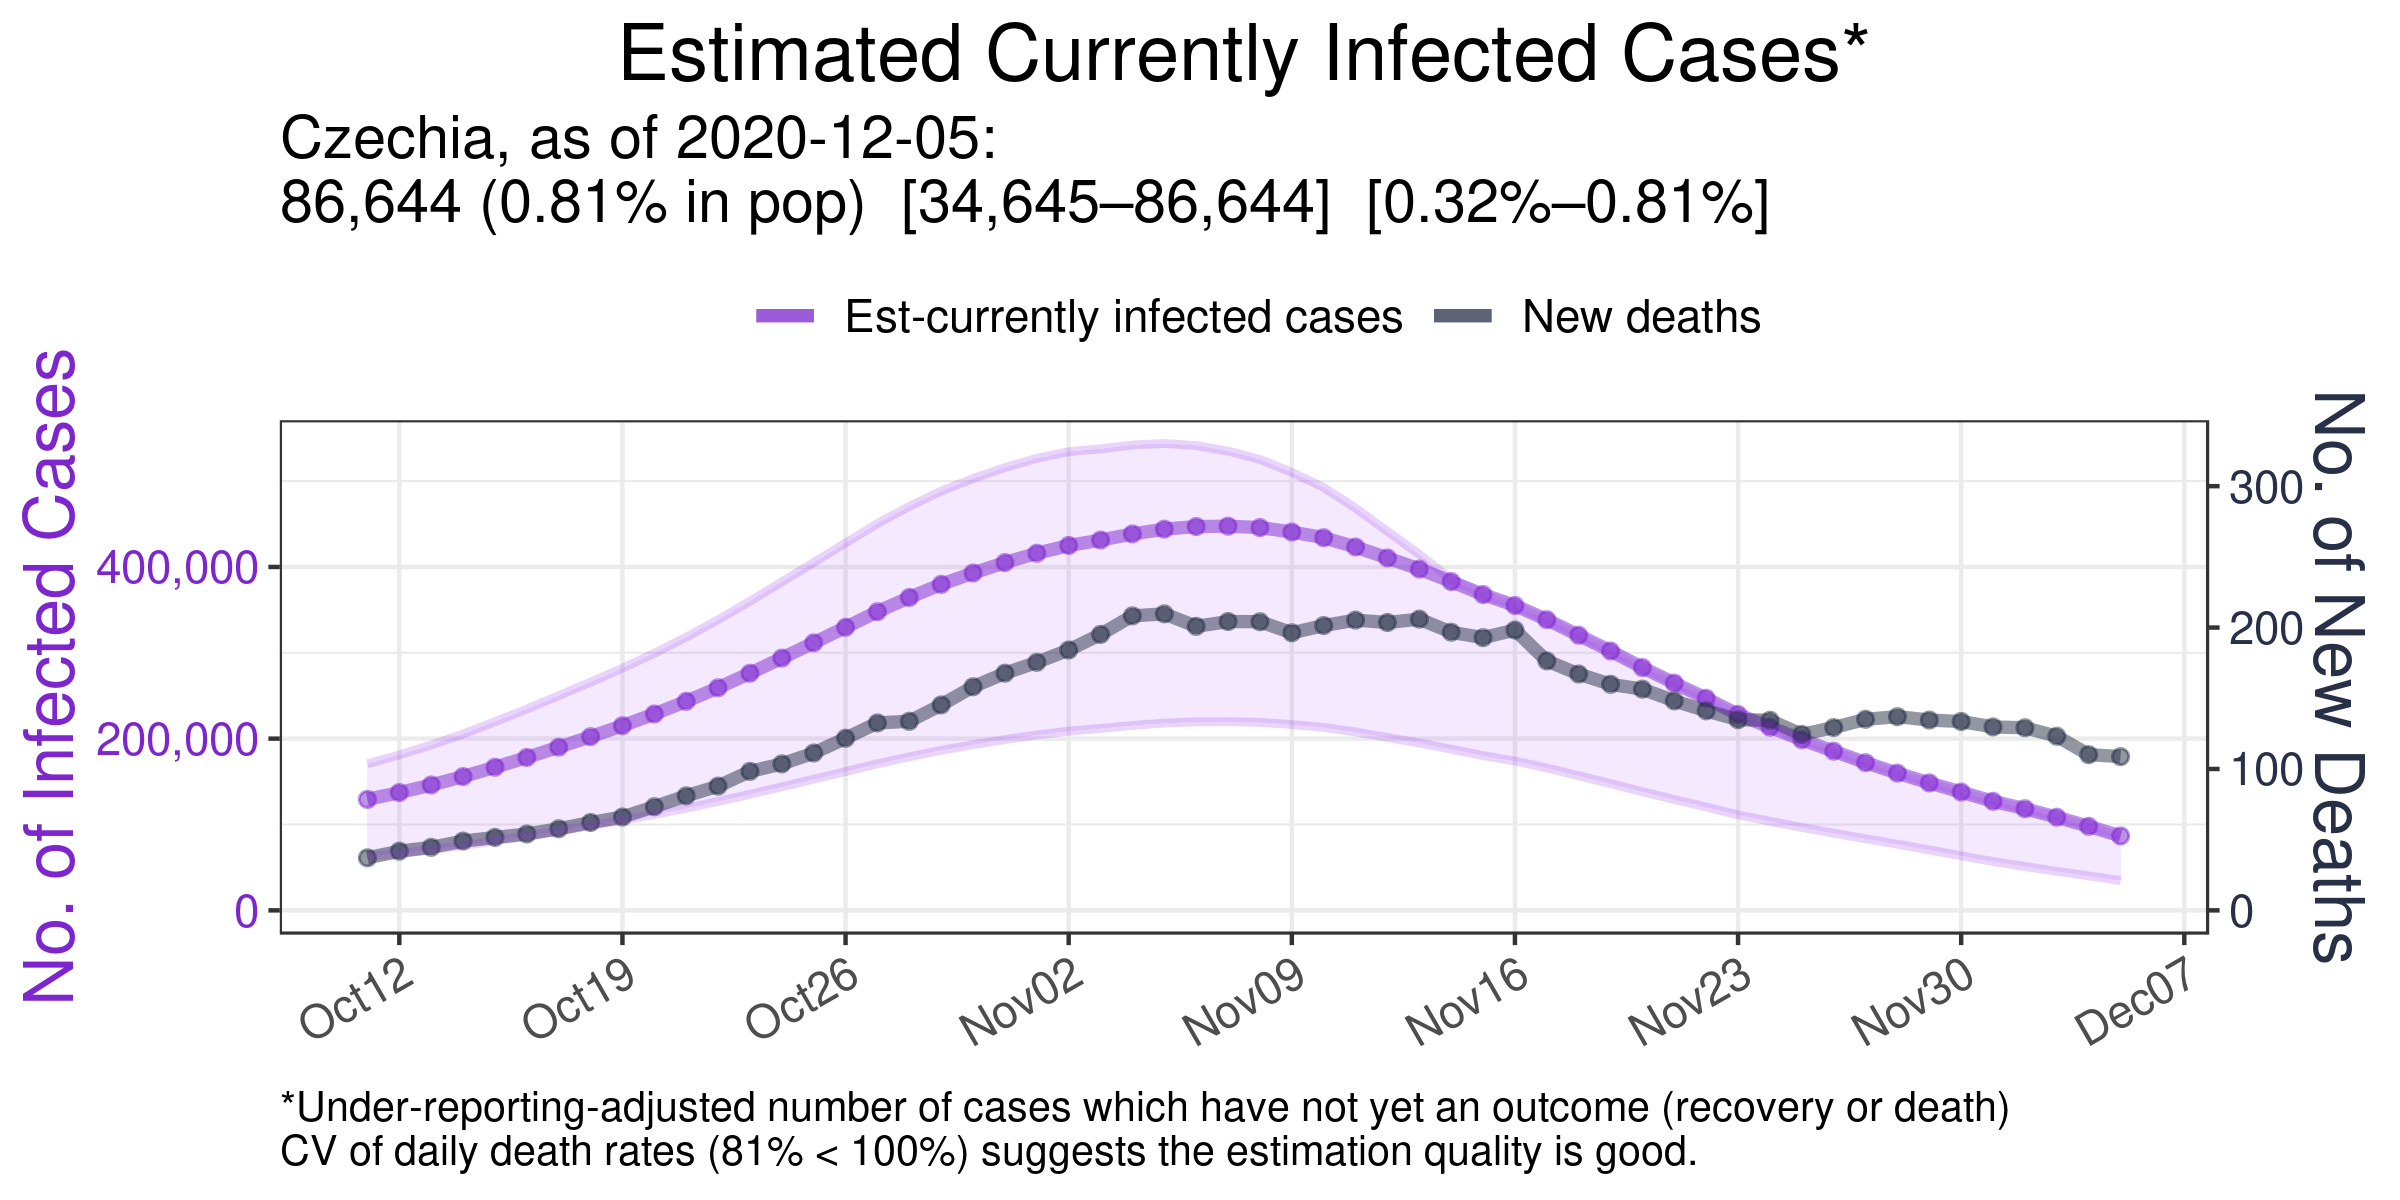 Estimated Currently Infected Cases*
Czechia, as of 2020-12-05:
86,644 (0.81% in pop)  [34,645–86,644]  [0.32%–0.81%]
Est-currently infected cases New deaths
No. of Infected Cases
400,000
200,000
0
300
200
100
0
No. of New Deaths
Oct12 Oct19 Oct26 Nov02 Nov09 Nov16 Nov23 Nov30 Dec07
*Under-reporting-adjusted number of cases which have not yet an outcome (recovery or death)
CV of daily death rates (81% < 100%) suggests the estimation quality is good.